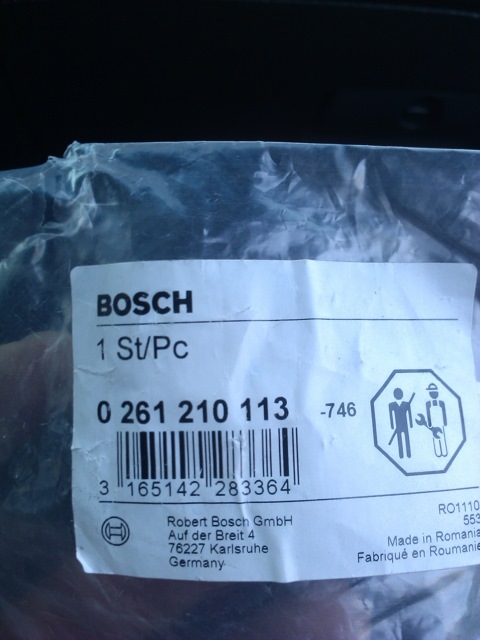 BOSCH
1 St/Pc
0 261 210 113 -746
3 165142 283364
Robert Bosch GmbH
Auf der Breit 4
76227 Karlsruhe
Germany
RO1110
553
Made in Romania
Fabriqué en Roumanie